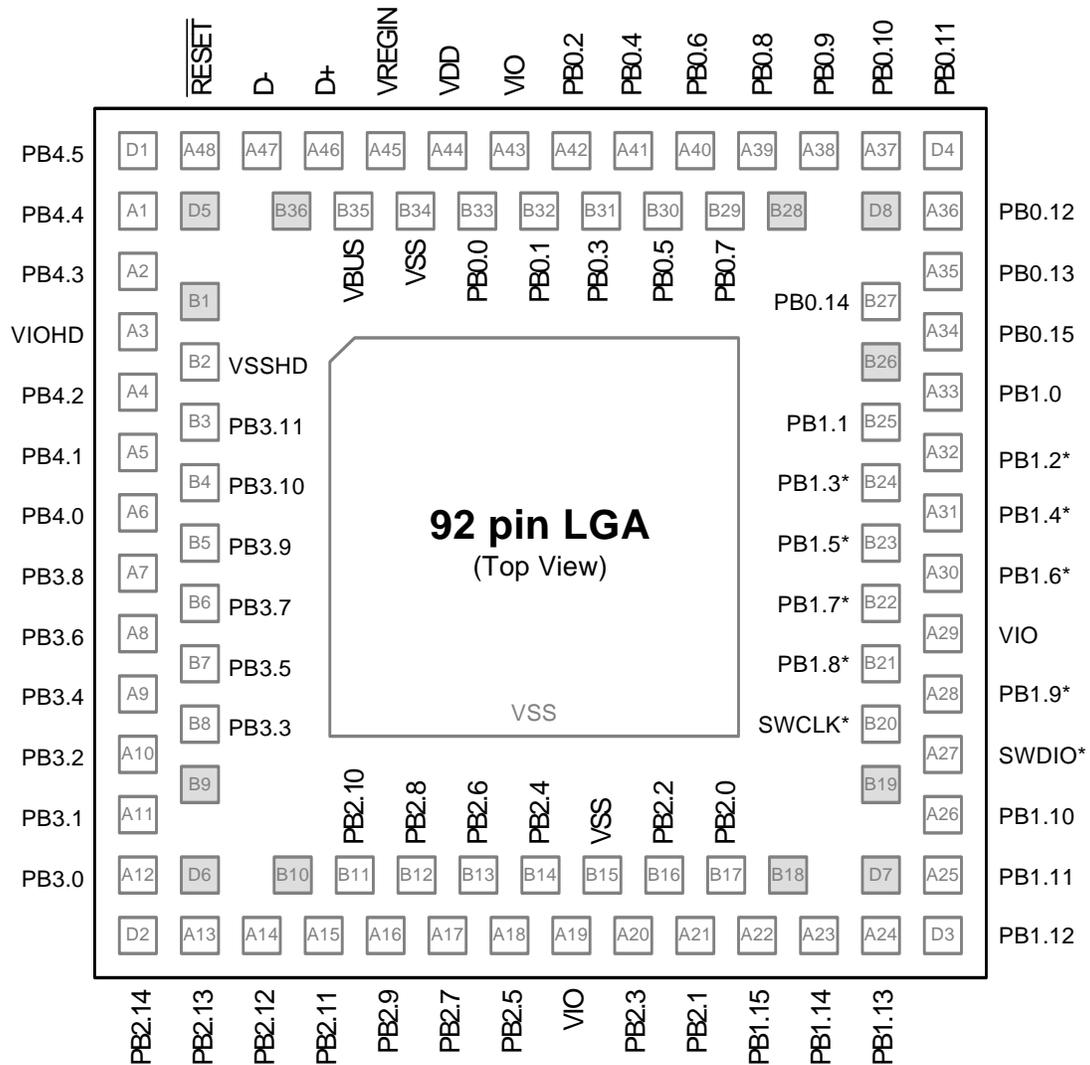 RESET D- D+ VREGIN VDD VIO PB0.2 PB0.4 PB0.6 PB0.8 PB0.9 PB0.10 PB0.11
PB4.5 D1 A48 A47 A46 A45 A44 A43 A42 A41 A40 A39 A38 A37 D4
PB4.4 A1 D5 B36 B35 B34 B33 B32 B31 B30 B29 B28 D8 A36 PB0.12
VBUS VSS PB0.0 PB0.1 PB0.3 PB0.5 PB0.7
PB4.3 A2 A35 PB0.13
B1 PB0.14 B27
VIOHD A3 A34 PB0.15
B2 VSSHD B26
PB4.2 A4 A33 PB1.0
B3 PB3.11 PB1.1 B25
PB4.1 A5 A32 PB1.2*
B4 PB3.10 PB1.3* B24
PB4.0 A6 A31 PB1.4*
92 pin LGA
B5 PB3.9 PB1.5* B23
(Top View)
PB3.8 A7 A30 PB1.6*
B6 PB3.7 PB1.7* B22
PB3.6 A8 A29 VIO
B7 PB3.5 PB1.8* B21
PB3.4 A9 A28 PB1.9*
VSS
B8 PB3.3 SWCLK* B20
PB3.2 A10 A27 SWDIO*
B9 B19
PB3.1 A11 A26 PB1.10
PB2.10 PB2.8 PB2.6 PB2.4 VSS PB2.2 PB2.0
PB3.0 A12 D6 B10 B11 B12 B13 B14 B15 B16 B17 B18 D7 A25 PB1.11
D2 A13 A14 A15 A16 A17 A18 A19 A20 A21 A22 A23 A24 D3 PB1.12
PB2.14 PB2.13 PB2.12 PB2.11 PB2.9 PB2.7 PB2.5 VIO PB2.3 PB2.1 PB1.15 PB1.14 PB1.13